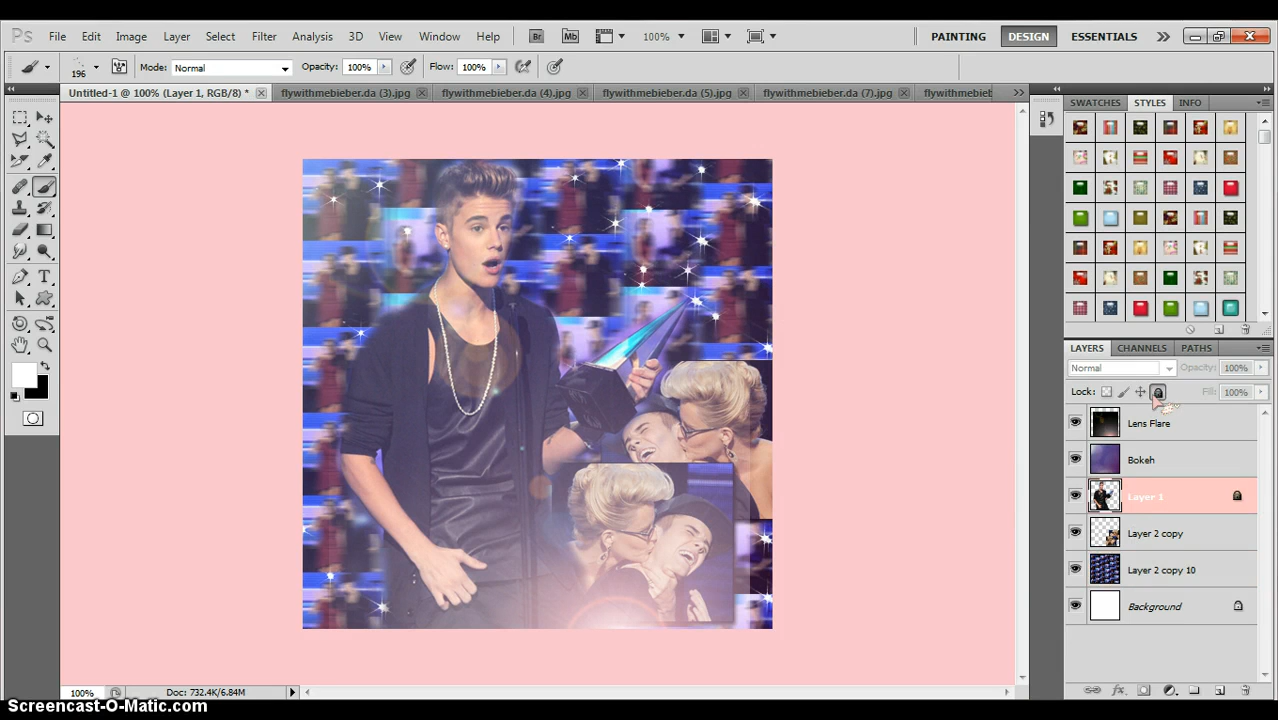 Ps File Edit Image Layer Select Filter Analysis 3D View Window Help Br Mb 100% PAINTING DESIGN ESSENTIALS
196 Mode: Normal Opacity: 100% Flow: 100%
Untitled-1 @ 100% (Layer 1, RGB/8) * flywithmebieber.da (3).jpg flywithmebieber.da (4).jpg flywithmebieber.da (5).jpg flywithmebieber.da (7).jpg flywithmebieb
SWATCHES STYLES INFO
LAYERS CHANNELS PATHS
Normal Opacity: 100%
Lock: Fill: 100%
Lens Flare
Bokeh
Layer 1
Layer 2 copy
Layer 2 copy 10
Background
100% Doc: 732.4K/6.84M
Screencast-O-Matic.com